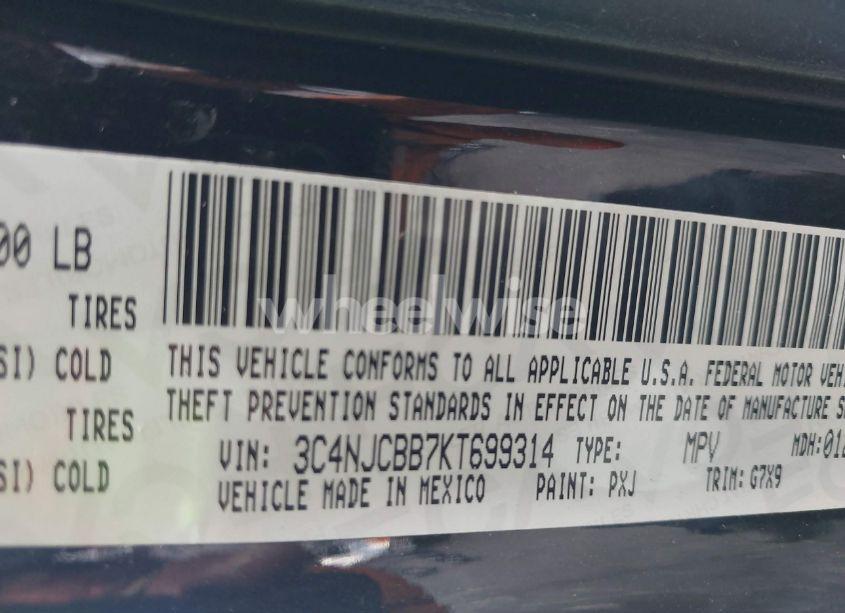 00 LB
TIRES
SI) COLD
TIRES
SI) COLD
wheelwise
THIS VEHICLE CONFORMS TO ALL APPLICABLE U.S.A. FEDERAL MOTOR VEHI
THEFT PREVENTION STANDARDS IN EFFECT ON THE DATE OF MANUFACTURE S
VIN: 3C4NJCBB7KT699314 TYPE: MPV MDH:012
VEHICLE MADE IN MEXICO PAINT: PXJ TRIM: G7X9